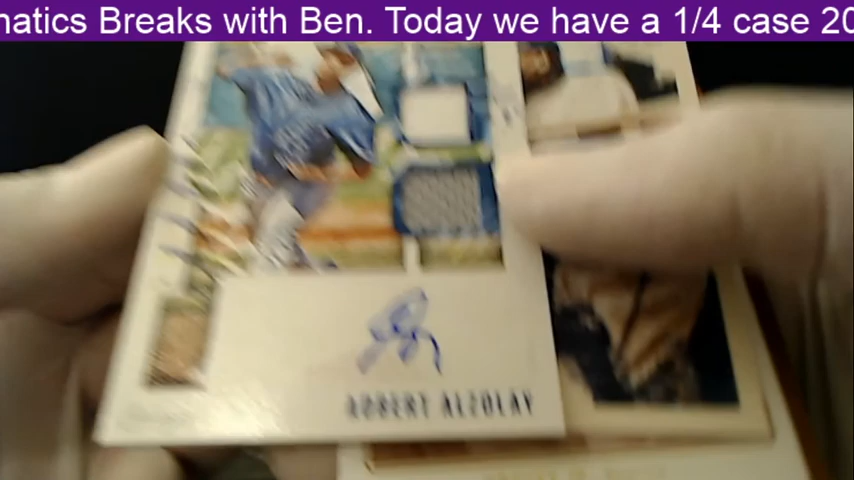 natics Breaks with Ben. Today we have a 1/4 case 20
ADBERT ALZOLAY